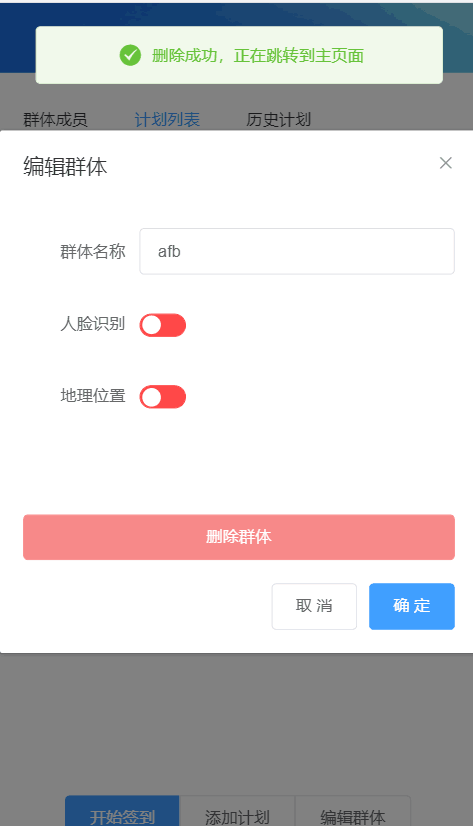 删除成功，正在跳转到主页面
群体成员 计划列表 历史计划
编辑群体
群体名称 afb
人脸识别
地理位置
删除群体
取 消 确 定
开始签到 添加计划 编辑群体